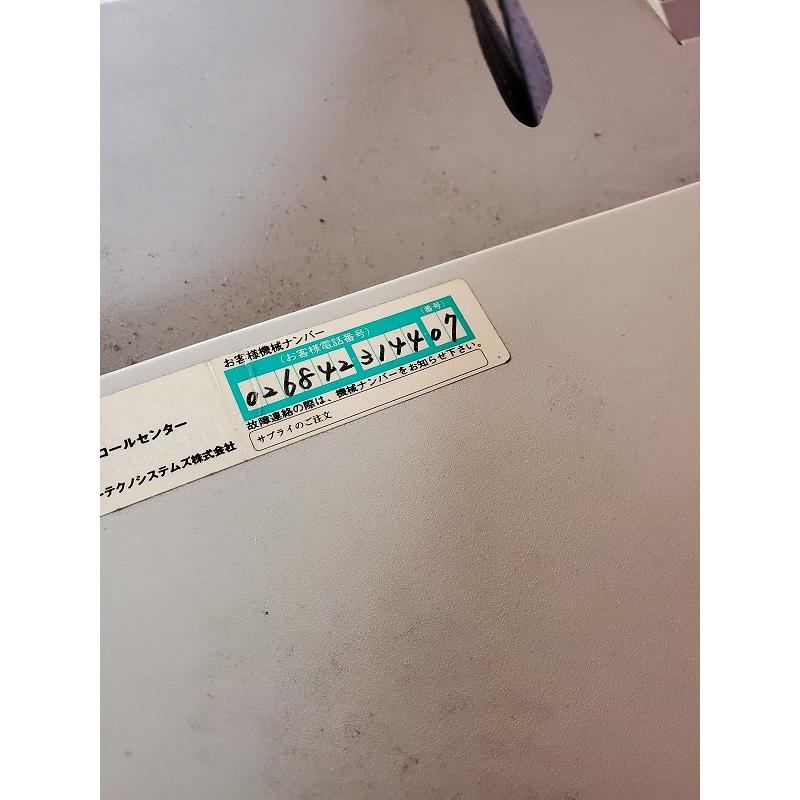 お客様機械ナンバー
(お客様電話番号) (番号)
026842314407
故障連絡の際は、機械ナンバーをお知らせ下さい。
サプライのご注文
コールセンター
ーテクノシステムズ株式会社